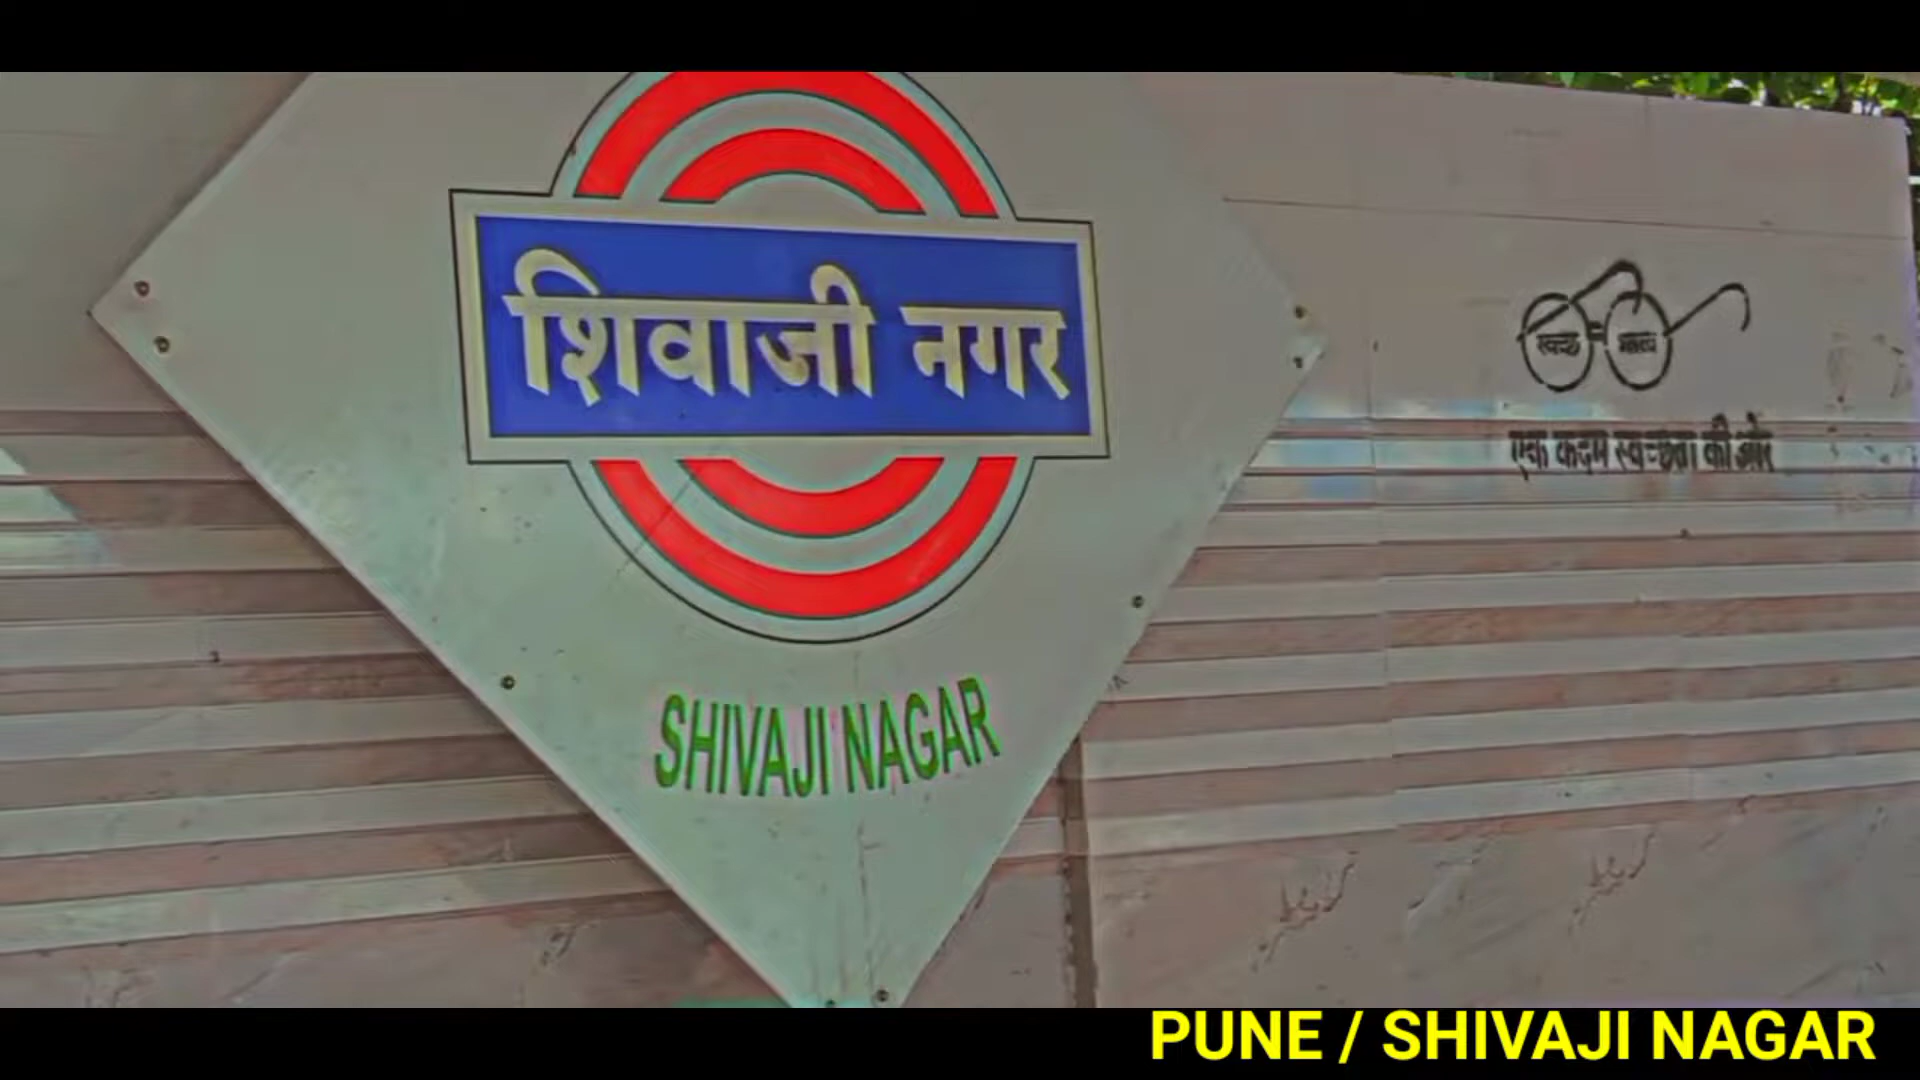 शिवाजी नगर
SHIVAJI NAGAR
स्वच्छ भारत
एक कदम स्वच्छता की ओर
PUNE / SHIVAJI NAGAR